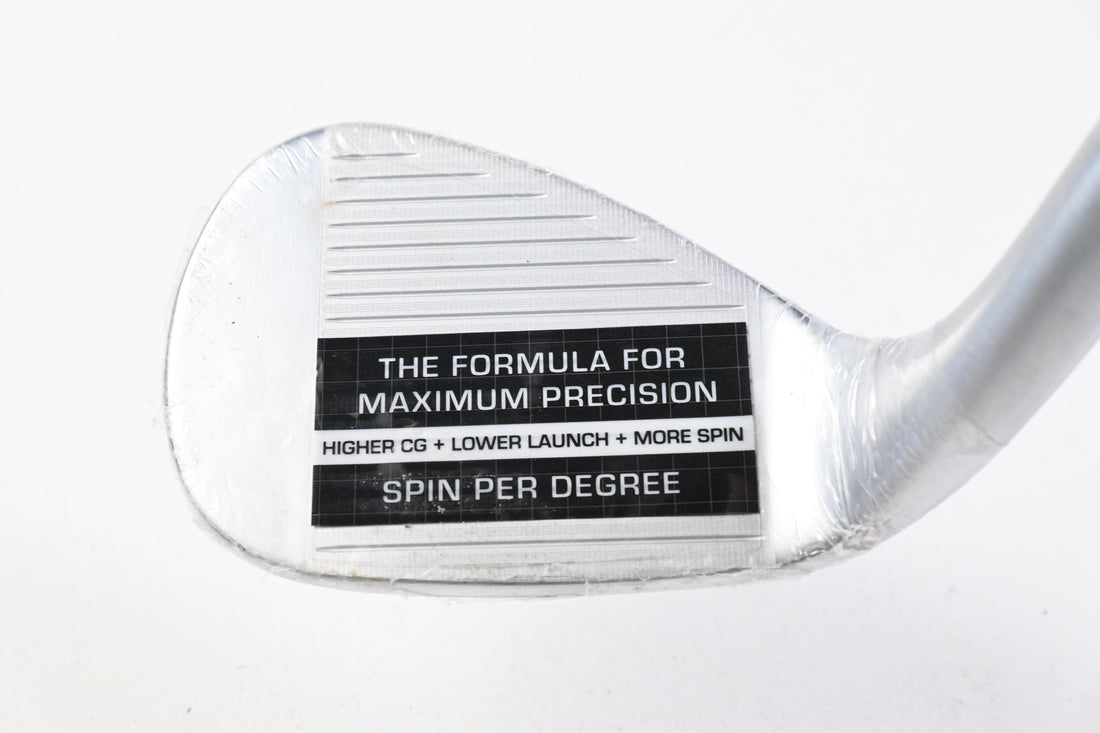 THE FORMULA FOR
MAXIMUM PRECISION
HIGHER CG + LOWER LAUNCH + MORE SPIN
SPIN PER DEGREE